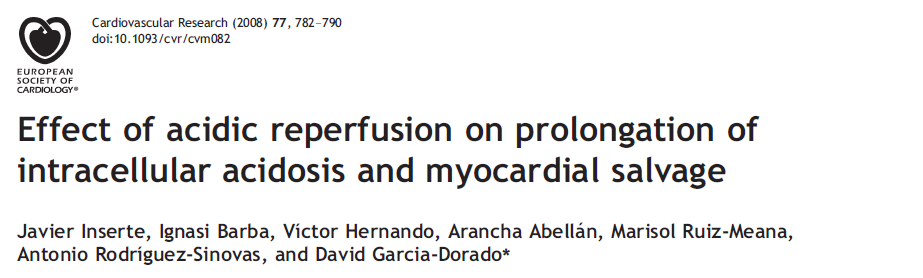 Cardiovascular Research (2008) 77, 782–790
doi:10.1093/cvr/cvm082
EUROPEAN
SOCIETY OF
CARDIOLOGY®
Effect of acidic reperfusion on prolongation of
intracellular acidosis and myocardial salvage
Javier Inserte, Ignasi Barba, Víctor Hernando, Arancha Abellán, Marisol Ruiz-Meana,
Antonio Rodríguez-Sinovas, and David Garcia-Dorado*